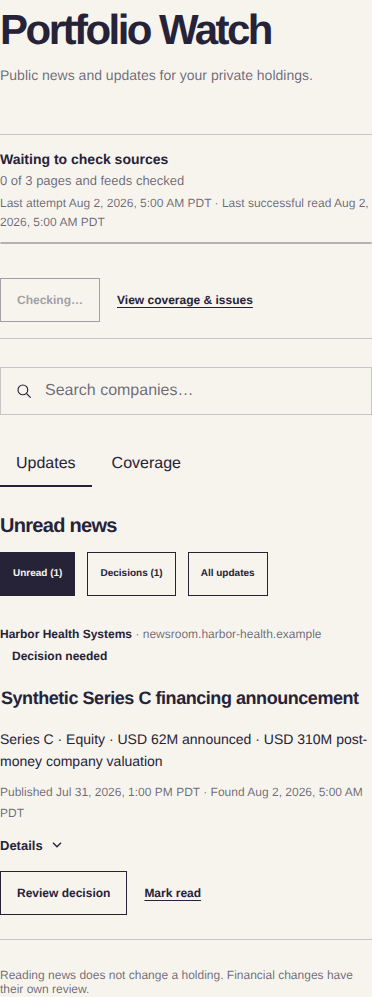 Portfolio Watch
Public news and updates for your private holdings.
Waiting to check sources
0 of 3 pages and feeds checked
Last attempt Aug 2, 2026, 5:00 AM PDT · Last successful read Aug 2,
2026, 5:00 AM PDT
Checking… View coverage & issues
Search companies…
Updates Coverage
Unread news
Unread (1) Decisions (1) All updates
Harbor Health Systems · newsroom.harbor-health.example
Decision needed
Synthetic Series C financing announcement
Series C · Equity · USD 62M announced · USD 310M post-
money company valuation
Published Jul 31, 2026, 1:00 PM PDT · Found Aug 2, 2026, 5:00 AM
PDT
Details
Review decision Mark read
Reading news does not change a holding. Financial changes have
their own review.